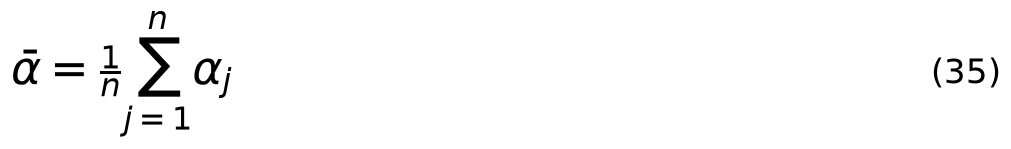 ᾱ = 1/n ∑_{j = 1}^{n} α_j (35)